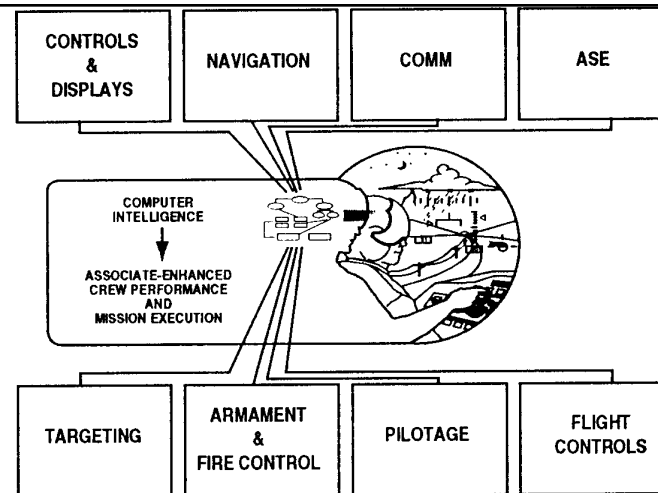 CONTROLS
&
DISPLAYS
NAVIGATION
COMM
ASE
COMPUTER
INTELLIGENCE
ASSOCIATE-ENHANCED
CREW PERFORMANCE
AND
MISSION EXECUTION
TARGETING
ARMAMENT
&
FIRE CONTROL
PILOTAGE
FLIGHT
CONTROLS